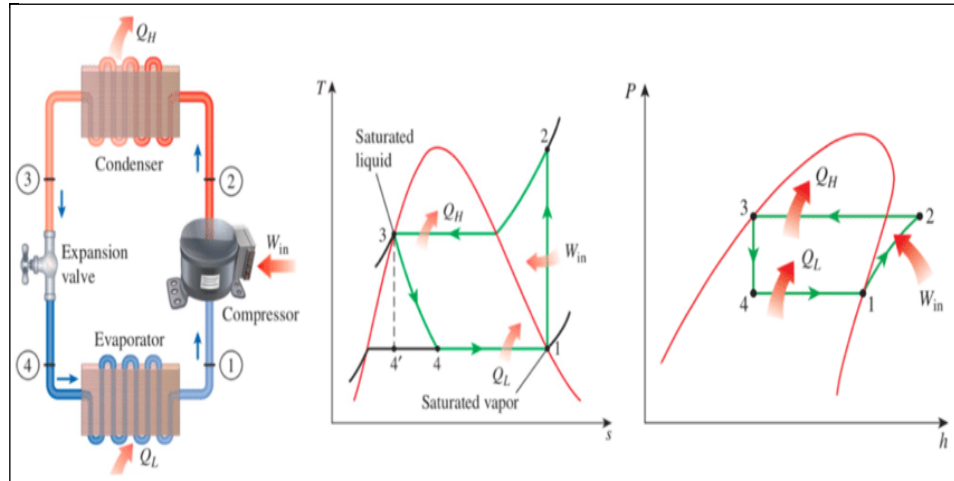 Q_H
Condenser
3
2
Expansion
valve
W_in
Compressor
Evaporator
4
1
Q_L
T
Saturated
liquid
2
Q_H
3
W_in
4'
4
1
Q_L
Saturated vapor
s
P
Q_H
3
2
Q_L
4
1
W_in
h